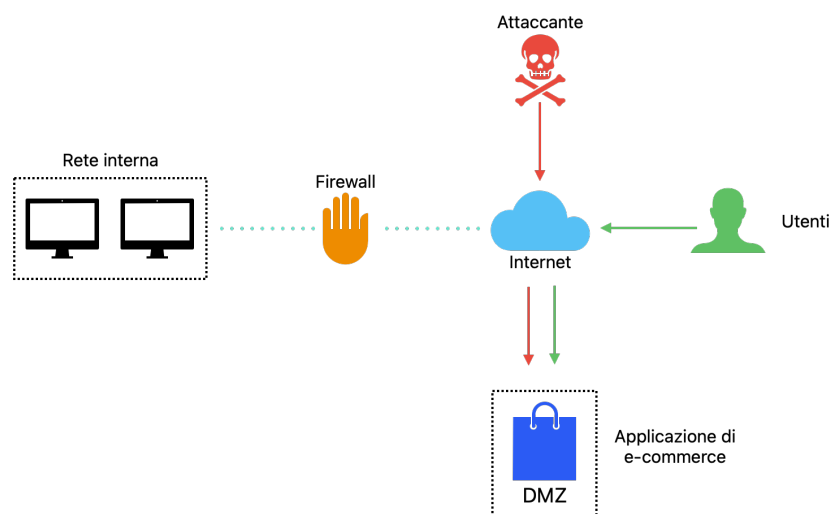 Attaccante
Rete interna
Firewall
Utenti
Internet
Applicazione di
e-commerce
DMZ